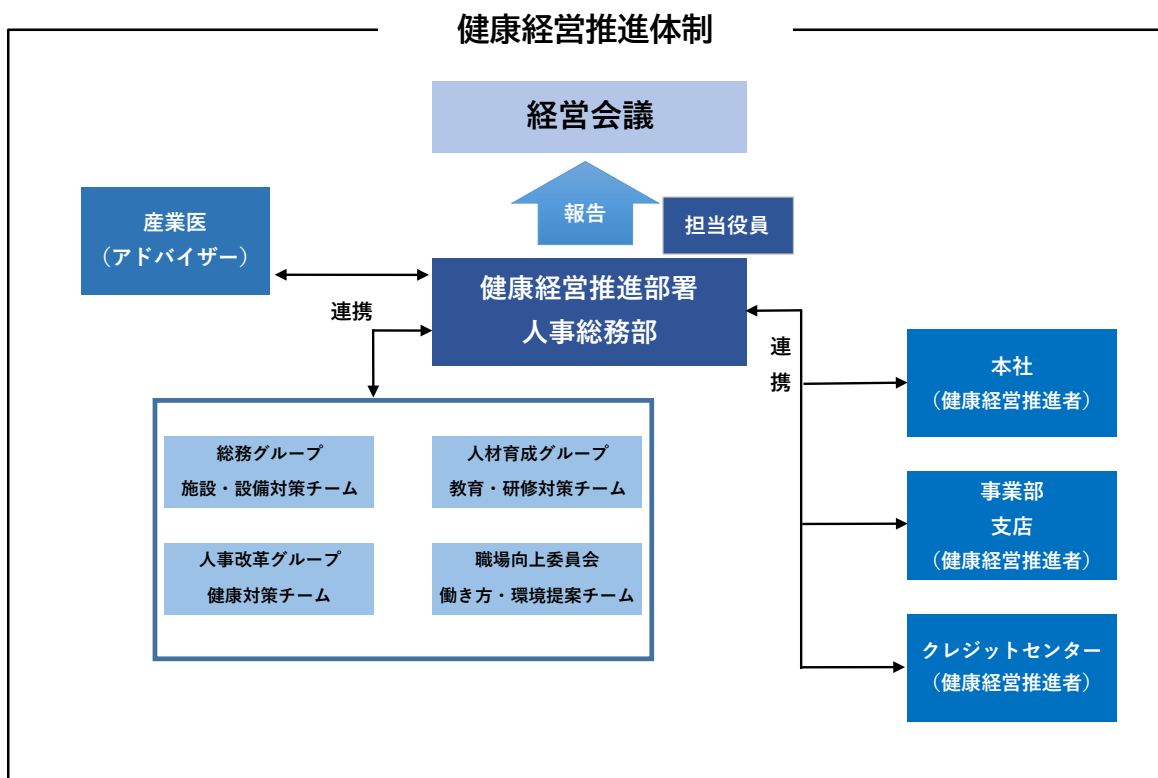 健康経営推進体制
経営会議
報告
担当役員
産業医
（アドバイザー）
健康経営推進部署
人事総務部
連携
連
携
総務グループ
施設・設備対策チーム
人材育成グループ
教育・研修対策チーム
人事改革グループ
健康対策チーム
職場向上委員会
働き方・環境提案チーム
本社
（健康経営推進者）
事業部
支店
（健康経営推進者）
クレジットセンター
（健康経営推進者）